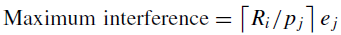 Maximum interference = ⌈R_i/p_j⌉ e_j